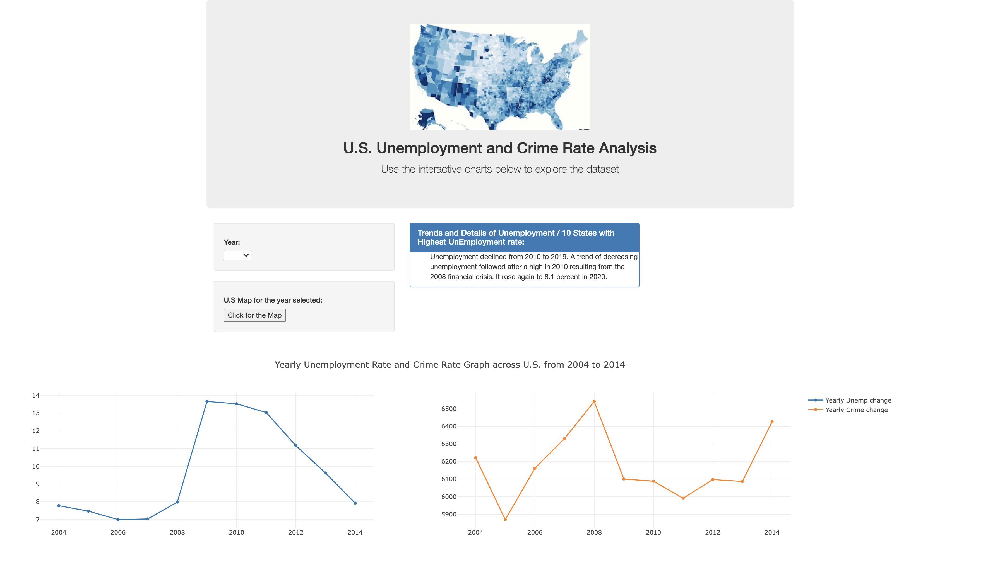 U.S. Unemployment and Crime Rate Analysis
Use the interactive charts below to explore the dataset
Year:
U.S Map for the year selected:
Click for the Map
Trends and Details of Unemployment / 10 States with
Highest UnEmployment rate:
Unemployment declined from 2010 to 2019. A trend of decreasing
unemployment followed after a high in 2010 resulting from the
2008 financial crisis. It rose again to 8.1 percent in 2020.
Yearly Unemployment Rate and Crime Rate Graph across U.S. from 2004 to 2014
14
13
12
11
10
9
8
7
2004 2006 2008 2010 2012 2014
6500
6400
6300
6200
6100
6000
5900
2004 2006 2008 2010 2012 2014
Yearly Unemp change
Yearly Crime change